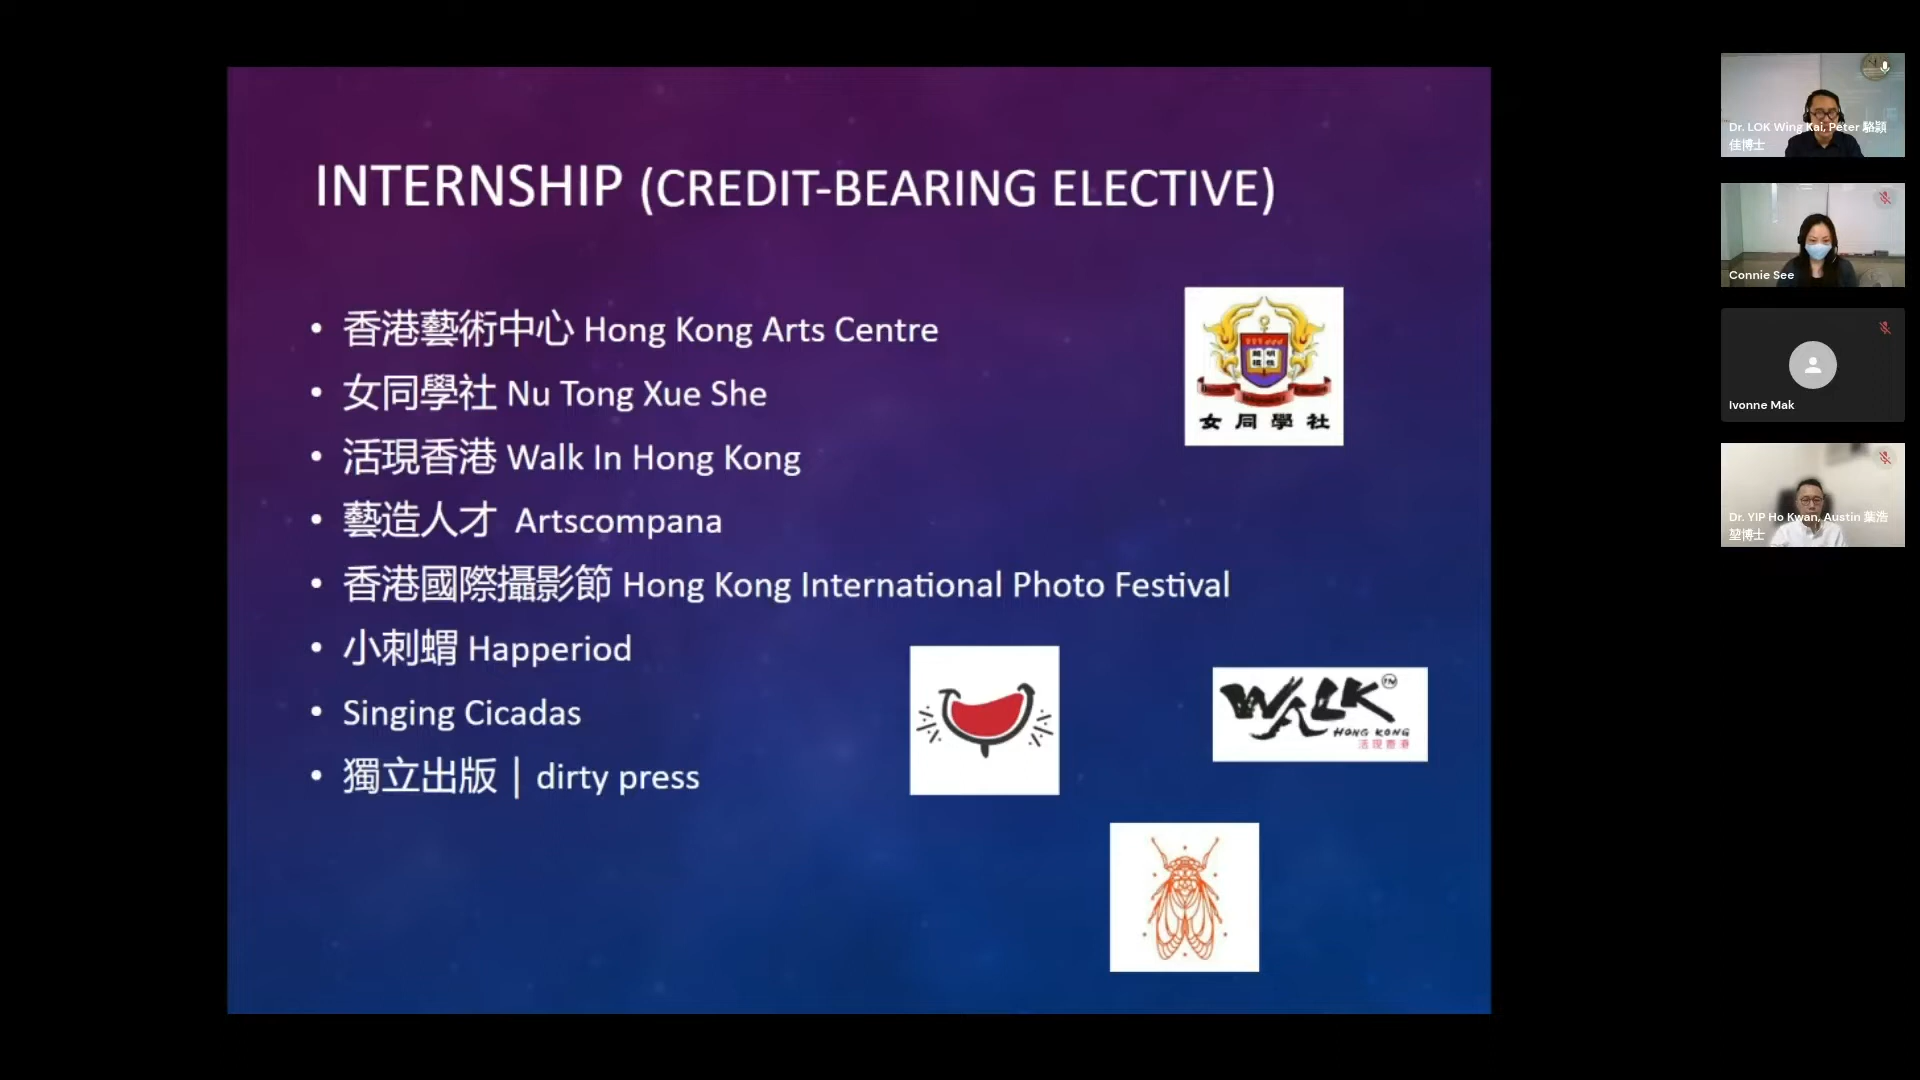 INTERNSHIP (CREDIT-BEARING ELECTIVE)
• 香港藝術中心 Hong Kong Arts Centre
• 女同學社 Nu Tong Xue She
• 活現香港 Walk In Hong Kong
• 藝造人才 Artscompana
• 香港國際攝影節 Hong Kong International Photo Festival
• 小刺蝟 Happeriod
• Singing Cicadas
• 獨立出版 | dirty press
女同學社
WALK
HONG KONG
活現香港
Dr. LOK Wing Kai, Peter 駱頴
佳博士
Connie See
Ivonne Mak
Dr. YIP Ho Kwan, Austin 葉浩
堃博士